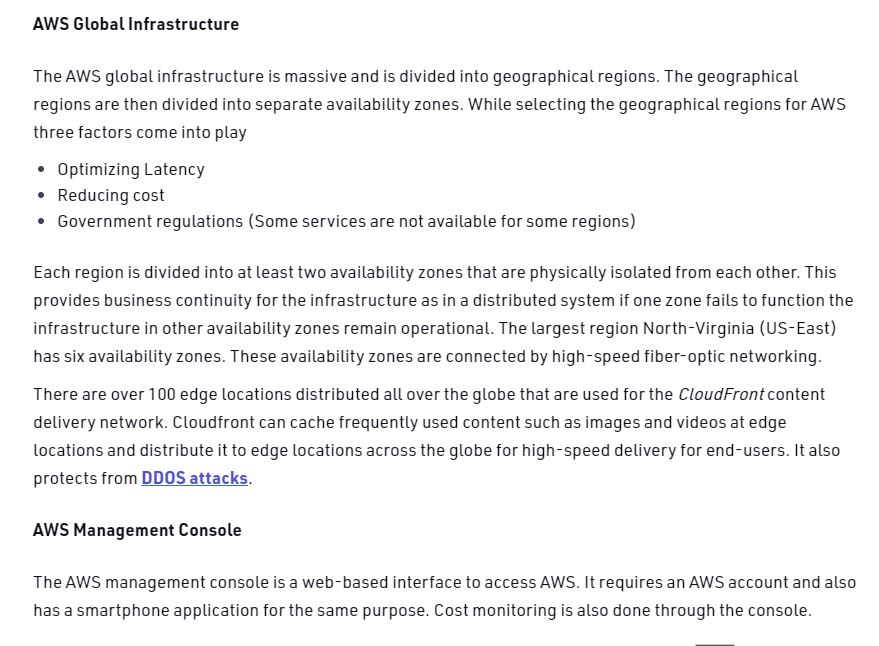 AWS Global Infrastructure
The AWS global infrastructure is massive and is divided into geographical regions. The geographical
regions are then divided into separate availability zones. While selecting the geographical regions for AWS
three factors come into play
• Optimizing Latency
• Reducing cost
• Government regulations (Some services are not available for some regions)
Each region is divided into at least two availability zones that are physically isolated from each other. This
provides business continuity for the infrastructure as in a distributed system if one zone fails to function the
infrastructure in other availability zones remain operational. The largest region North-Virginia (US-East)
has six availability zones. These availability zones are connected by high-speed fiber-optic networking.
There are over 100 edge locations distributed all over the globe that are used for the CloudFront content
delivery network. Cloudfront can cache frequently used content such as images and videos at edge
locations and distribute it to edge locations across the globe for high-speed delivery for end-users. It also
protects from DDOS attacks.
AWS Management Console
The AWS management console is a web-based interface to access AWS. It requires an AWS account and also
has a smartphone application for the same purpose. Cost monitoring is also done through the console.